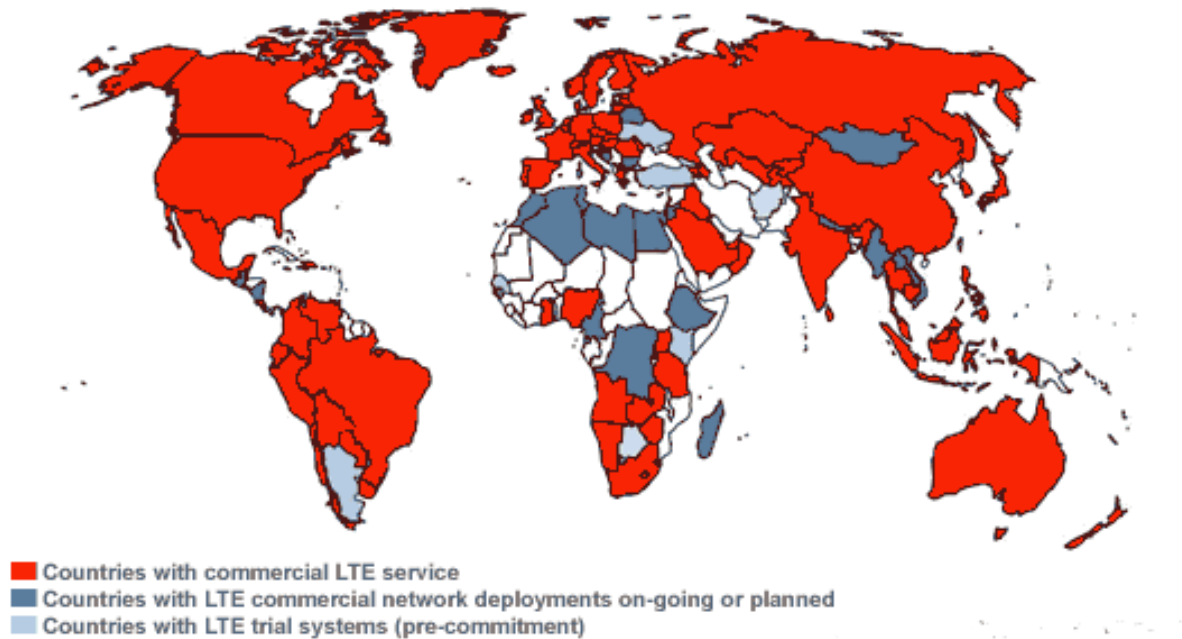 Countries with commercial LTE service
Countries with LTE commercial network deployments on-going or planned
Countries with LTE trial systems (pre-commitment)